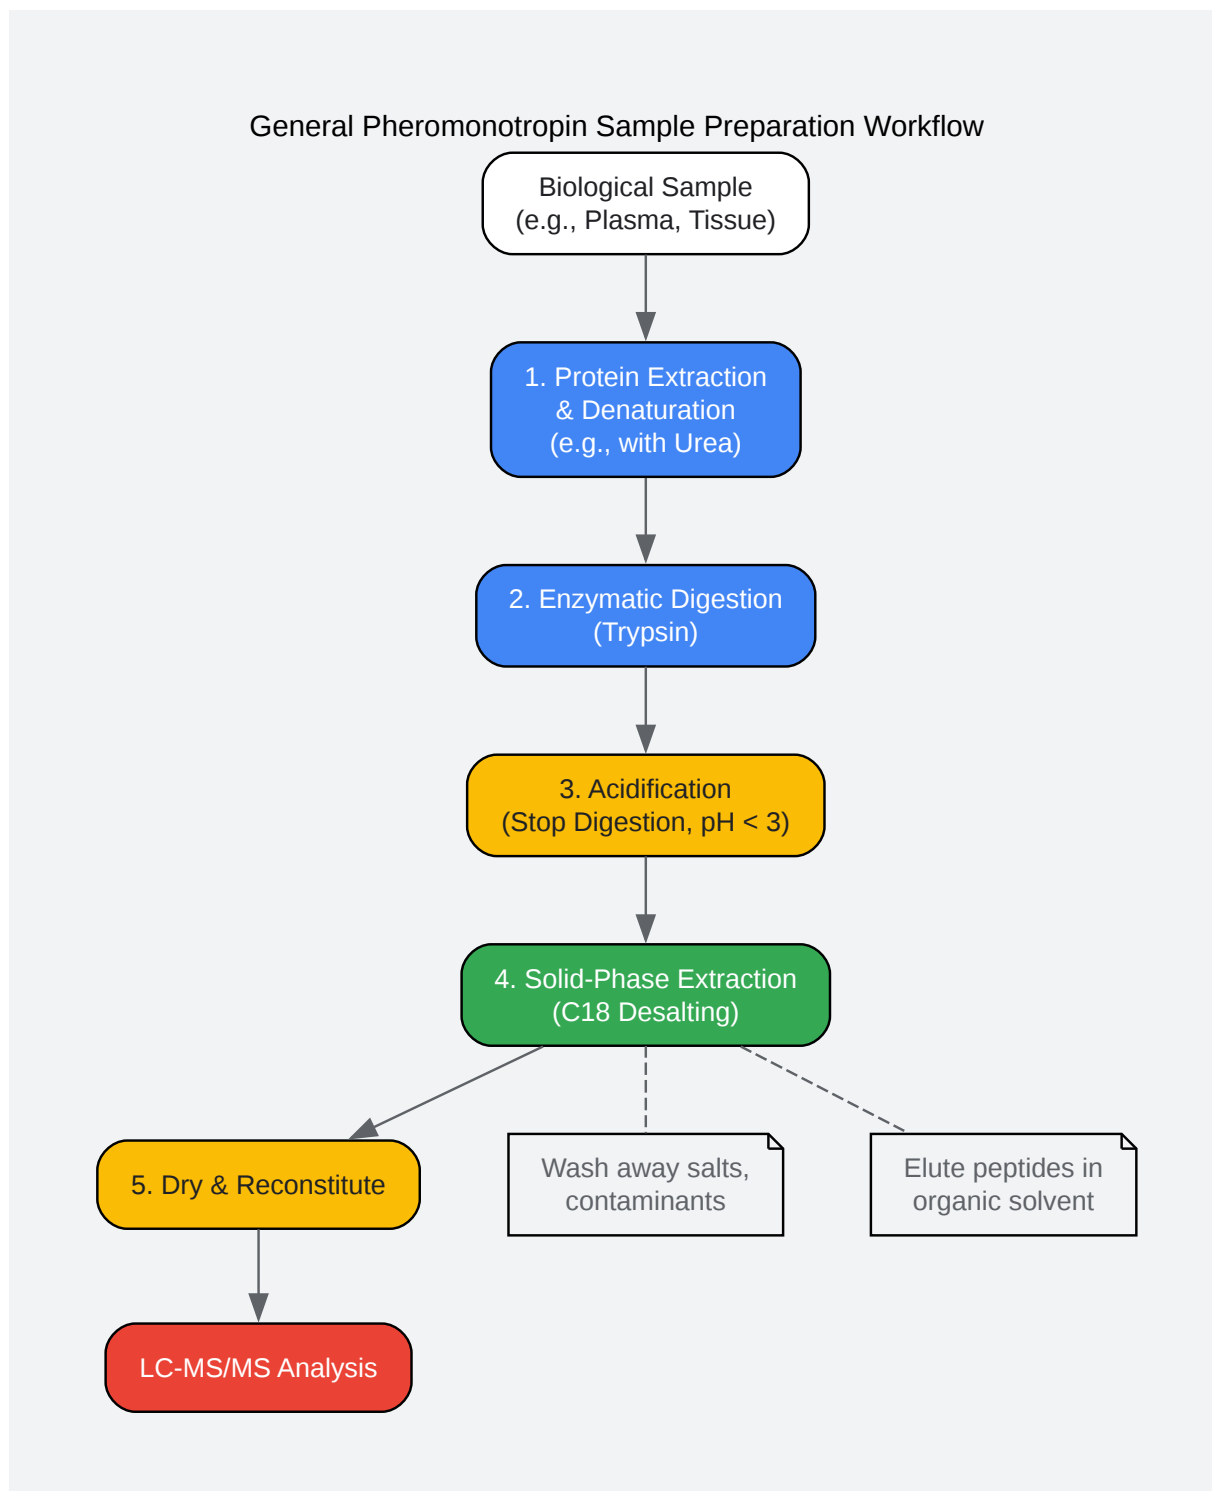 General Pheromonotropin Sample Preparation Workflow
Biological Sample
(e.g., Plasma, Tissue)
1. Protein Extraction
& Denaturation
(e.g., with Urea)
2. Enzymatic Digestion
(Trypsin)
3. Acidification
(Stop Digestion, pH < 3)
4. Solid-Phase Extraction
(C18 Desalting)
5. Dry & Reconstitute
Wash away salts,
contaminants
Elute peptides in
organic solvent
LC-MS/MS Analysis